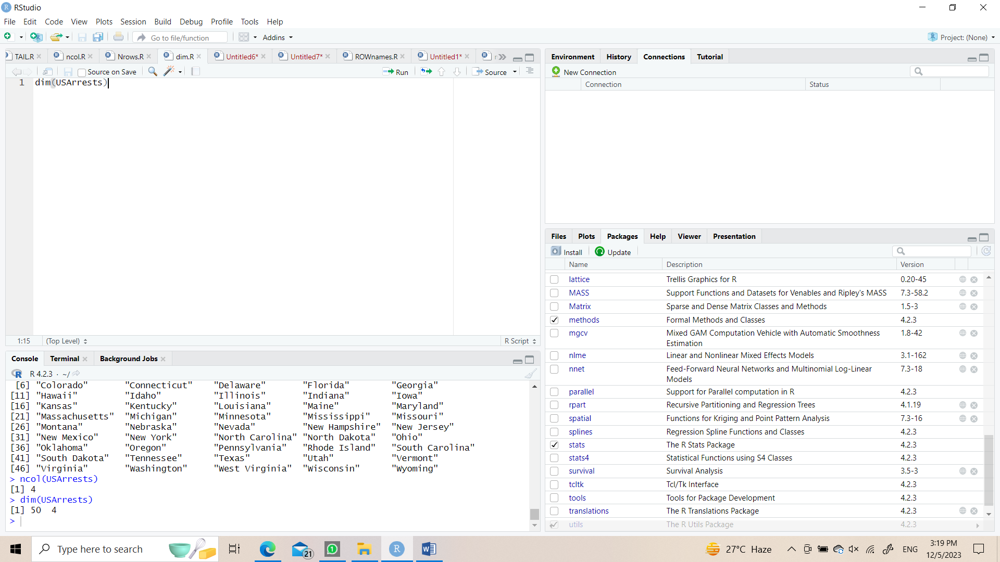 RStudio
File Edit Code View Plots Session Build Debug Profile Tools Help
Go to file/function Addins Project: (None)
TAIL.R ncol.R Nrows.R dim.R Untitled6* Untitled7* ROWnames.R Untitled1*
Source on Save Run Source
1 dim(USArrests)
1:15 (Top Level) R Script
Console Terminal Background Jobs
R 4.2.3 · ~/
[6] "Colorado" "Connecticut" "Delaware" "Florida" "Georgia"
[11] "Hawaii" "Idaho" "Illinois" "Indiana" "Iowa"
[16] "Kansas" "Kentucky" "Louisiana" "Maine" "Maryland"
[21] "Massachusetts" "Michigan" "Minnesota" "Mississippi" "Missouri"
[26] "Montana" "Nebraska" "Nevada" "New Hampshire" "New Jersey"
[31] "New Mexico" "New York" "North Carolina" "North Dakota" "Ohio"
[36] "Oklahoma" "Oregon" "Pennsylvania" "Rhode Island" "South Carolina"
[41] "South Dakota" "Tennessee" "Texas" "Utah" "Vermont"
[46] "Virginia" "Washington" "West Virginia" "Wisconsin" "Wyoming"
> ncol(USArrests)
[1] 4
> dim(USArrests)
[1] 50 4
>
Environment History Connections Tutorial
New Connection
Connection Status
Files Plots Packages Help Viewer Presentation
Install Update
Name Description Version
lattice Trellis Graphics for R 0.20-45
MASS Support Functions and Datasets for Venables and Ripley's MASS 7.3-58.2
Matrix Sparse and Dense Matrix Classes and Methods 1.5-3
methods Formal Methods and Classes 4.2.3
mgcv Mixed GAM Computation Vehicle with Automatic Smoothness 1.8-42
Estimation
nlme Linear and Nonlinear Mixed Effects Models 3.1-162
nnet Feed-Forward Neural Networks and Multinomial Log-Linear 7.3-18
Models
parallel Support for Parallel computation in R 4.2.3
rpart Recursive Partitioning and Regression Trees 4.1.19
spatial Functions for Kriging and Point Pattern Analysis 7.3-16
splines Regression Spline Functions and Classes 4.2.3
stats The R Stats Package 4.2.3
stats4 Statistical Functions using S4 Classes 4.2.3
survival Survival Analysis 3.5-3
tcltk Tcl/Tk Interface 4.2.3
tools Tools for Package Development 4.2.3
translations The R Translations Package 4.2.3
utils The R Utils Package 4.2.3
Type here to search 21 1 27°C Haze ENG 3:19 PM
12/5/2023